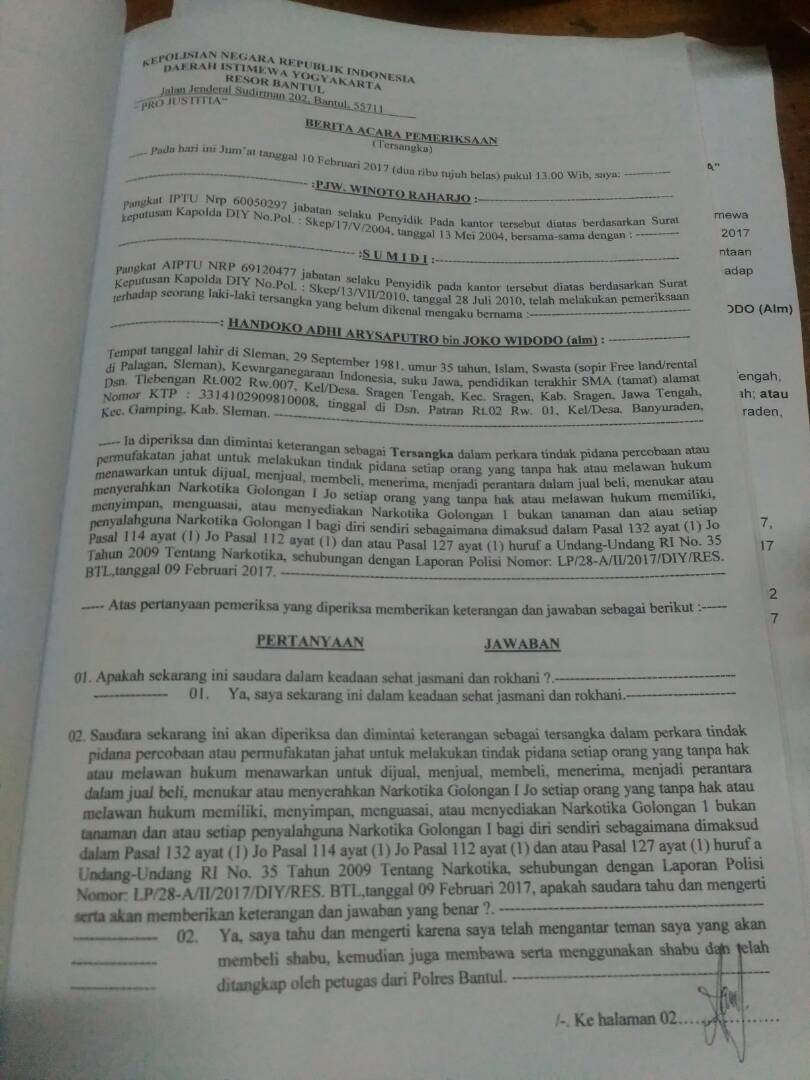 KEPOLISIAN NEGARA REPUBLIK INDONESIA
DAERAH ISTIMEWA YOGYAKARTA
RESOR BANTUL
Jalan Jenderal Sudirman 202, Bantul, 55711
"PRO JUSTITIA"
BERITA ACARA PEMERIKSAAN
(Tersangka)
---- Pada hari ini Jum'at tanggal 10 Februari 2017 (dua ribu tujuh belas) pukul 13.00 Wib, saya: ----------
---------- :PJW. WINOTO RAHARJO : ----------
Pangkat IPTU Nrp 60050297 jabatan selaku Penyidik Pada kantor tersebut diatas berdasarkan Surat
keputusan Kapolda DIY No.Pol. : Skep/17/V/2004, tanggal 13 Mei 2004, bersama-sama dengan : ----------
---------- :S U M I D I : ----------
Pangkat AIPTU NRP 69120477 jabatan selaku Penyidik pada kantor tersebut diatas berdasarkan Surat
Keputusan Kapolda DIY No.Pol. : Skep/13/VII/2010, tanggal 28 Juli 2010, telah melakukan pemeriksaan
terhadap seorang laki-laki tersangka yang belum dikenal mengaku bernama :----------
----------: HANDOKO ADHI ARYSAPUTRO bin JOKO WIDODO (alm) : ----------
Tempat tanggal lahir di Sleman, 29 September 1981, umur 35 tahun, Islam, Swasta (sopir Free land/rental
di Palagan, Sleman), Kewarganegaraan Indonesia, suku Jawa, pendidikan terakhir SMA (tamat) alamat
Dsn. Tlebengan Rt.002 Rw.007, Kel/Desa. Sragen Tengah, Kec. Sragen, Kab. Sragen, Jawa Tengah,
Nomor KTP : 3314102909810008, tinggal di Dsn. Patran Rt.02 Rw. 01, Kel/Desa. Banyuraden,
Kec. Gamping, Kab. Sleman. ----------
----- Ia diperiksa dan dimintai keterangan sebagai Tersangka dalam perkara tindak pidana percobaan atau
permufakatan jahat untuk melakukan tindak pidana setiap orang yang tanpa hak atau melawan hukum
menawarkan untuk dijual, menjual, membeli, menerima, menjadi perantara dalam jual beli, menukar atau
menyerahkan Narkotika Golongan I Jo setiap orang yang tanpa hak atau melawan hukum memiliki,
menyimpan, menguasai, atau menyediakan Narkotika Golongan 1 bukan tanaman dan atau setiap
penyalahguna Narkotika Golongan I bagi diri sendiri sebagaimana dimaksud dalam Pasal 132 ayat (1) Jo
Pasal 114 ayat (1) Jo Pasal 112 ayat (1) dan atau Pasal 127 ayat (1) huruf a Undang-Undang RI No. 35
Tahun 2009 Tentang Narkotika, sehubungan dengan Laporan Polisi Nomor: LP/28-A/II/2017/DIY/RES.
BTL,tanggal 09 Februari 2017. ----------
----- Atas pertanyaan pemeriksa yang diperiksa memberikan keterangan dan jawaban sebagai berikut :-----
PERTANYAAN JAWABAN
01. Apakah sekarang ini saudara dalam keadaan sehat jasmani dan rokhani ?.----------
---------- 01. Ya, saya sekarang ini dalam keadaan sehat jasmani dan rokhani.----------
02. Saudara sekarang ini akan diperiksa dan dimintai keterangan sebagai tersangka dalam perkara tindak
pidana percobaan atau permufakatan jahat untuk melakukan tindak pidana setiap orang yang tanpa hak
atau melawan hukum menawarkan untuk dijual, menjual, membeli, menerima, menjadi perantara
dalam jual beli, menukar atau menyerahkan Narkotika Golongan I Jo setiap orang yang tanpa hak atau
melawan hukum memiliki, menyimpan, menguasai, atau menyediakan Narkotika Golongan 1 bukan
tanaman dan atau setiap penyalahguna Narkotika Golongan I bagi diri sendiri sebagaimana dimaksud
dalam Pasal 132 ayat (1) Jo Pasal 114 ayat (1) Jo Pasal 112 ayat (1) dan atau Pasal 127 ayat (1) huruf a
Undang-Undang RI No. 35 Tahun 2009 Tentang Narkotika, sehubungan dengan Laporan Polisi
Nomor: LP/28-A/II/2017/DIY/RES. BTL,tanggal 09 Februari 2017, apakah saudara tahu dan mengerti
serta akan memberikan keterangan dan jawaban yang benar ?. ----------
---------- 02. Ya, saya tahu dan mengerti karena saya telah mengantar teman saya yang akan
---------- membeli shabu, kemudian juga membawa serta menggunakan shabu dan telah
---------- ditangkap oleh petugas dari Polres Bantul. ----------
/-. Ke halaman 02..............
A"
mewa
2017
ntaan
adap
ODO (Alm)
engah,
ah; atau
raden,
7,
17
2
7